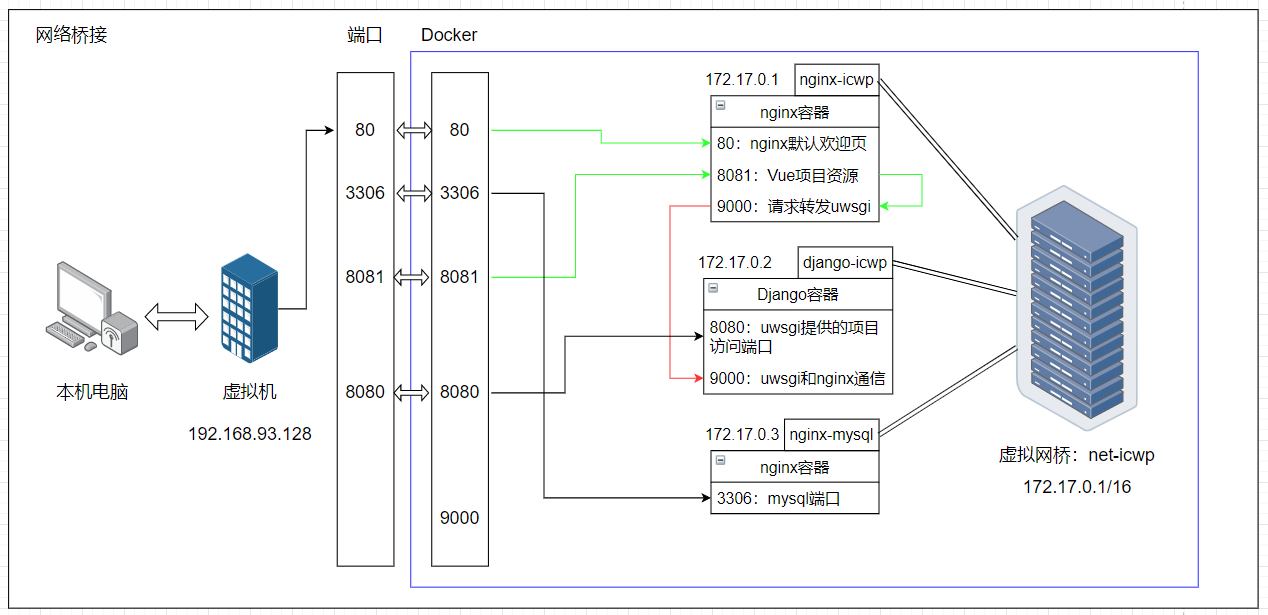 网络桥接
端口
Docker
80
3306
8081
8080
80
3306
8081
8080
9000
本机电脑
虚拟机
192.168.93.128
172.17.0.1
nginx-icwp
nginx容器
80：nginx默认欢迎页
8081：Vue项目资源
9000：请求转发uwsgi
172.17.0.2
django-icwp
Django容器
8080：uwsgi提供的项目
访问端口
9000：uwsgi和nginx通信
172.17.0.3
nginx-mysql
nginx容器
3306：mysql端口
虚拟网桥：net-icwp
172.17.0.1/16